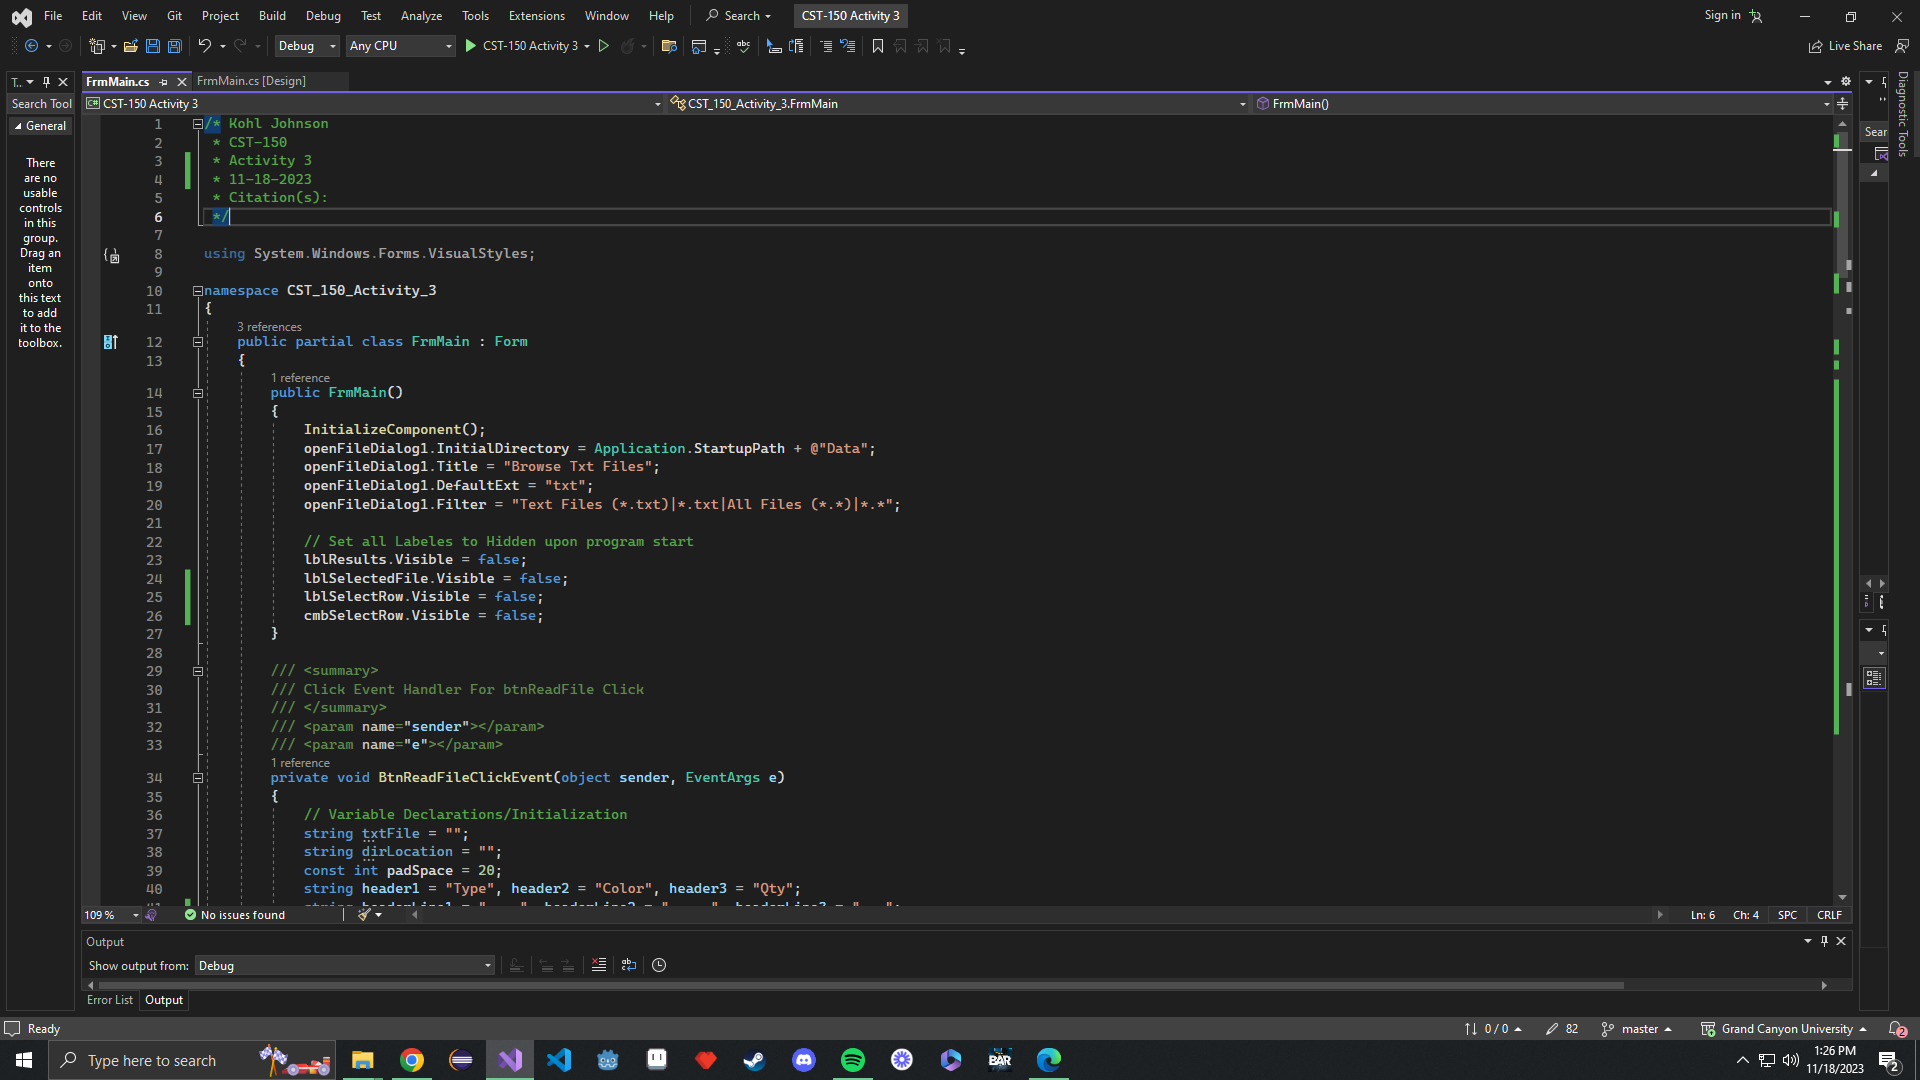 File Edit View Git Project Build Debug Test Analyze Tools Extensions Window Help Search CST-150 Activity 3 Sign in
Debug Any CPU CST-150 Activity 3 Live Share
T... FrmMain.cs FrmMain.cs [Design]
Search Tool CST-150 Activity 3 CST_150_Activity_3.FrmMain FrmMain()
General
There are no usable controls in this group. Drag an item onto this text to add it to the toolbox.
1 /* Kohl Johnson
2 * CST-150
3 * Activity 3
4 * 11-18-2023
5 * Citation(s):
6 */
7
8 using System.Windows.Forms.VisualStyles;
9
10 namespace CST_150_Activity_3
11 {
3 references
12 public partial class FrmMain : Form
13 {
1 reference
14 public FrmMain()
15 {
16 InitializeComponent();
17 openFileDialog1.InitialDirectory = Application.StartupPath + @"Data";
18 openFileDialog1.Title = "Browse Txt Files";
19 openFileDialog1.DefaultExt = "txt";
20 openFileDialog1.Filter = "Text Files (*.txt)|*.txt|All Files (*.*)|*.*";
21
22 // Set all Labeles to Hidden upon program start
23 lblResults.Visible = false;
24 lblSelectedFile.Visible = false;
25 lblSelectRow.Visible = false;
26 cmbSelectRow.Visible = false;
27 }
28
29 /// <summary>
30 /// Click Event Handler For btnReadFile Click
31 /// </summary>
32 /// <param name="sender"></param>
33 /// <param name="e"></param>
1 reference
34 private void BtnReadFileClickEvent(object sender, EventArgs e)
35 {
36 // Variable Declarations/Initialization
37 string txtFile = "";
38 string dirLocation = "";
39 const int padSpace = 20;
40 string header1 = "Type", header2 = "Color", header3 = "Qty";
109 % No issues found Ln: 6 Ch: 4 SPC CRLF
Output
Show output from: Debug
Error List Output
Sear
Diagnostic Tools
Ready 0 / 0 82 master Grand Canyon University 2
Type here to search BAR 1:26 PM
11/18/2023 2